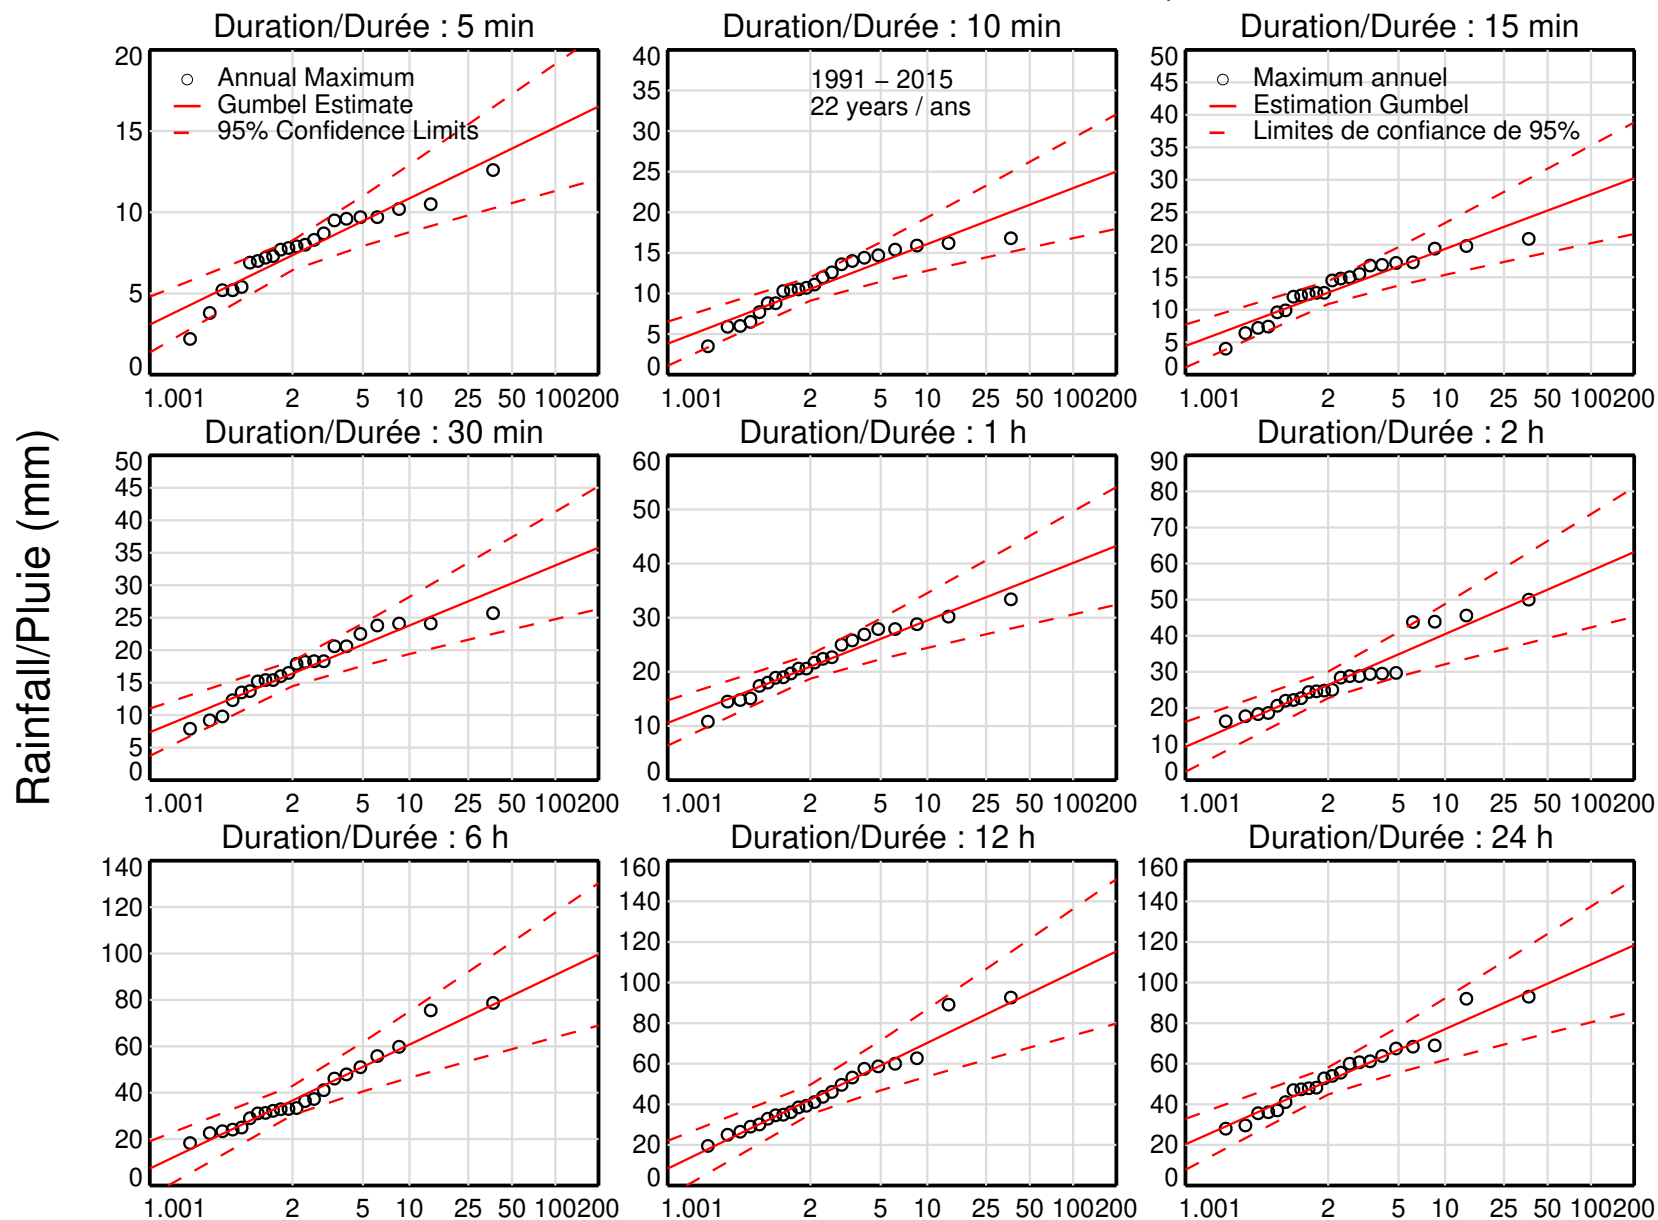 Duration/Durée : 5 min
20
15
10
5
0
Annual Maximum
Gumbel Estimate
95% Confidence Limits
1.001 2 5 10 25 50 100 200
Duration/Durée : 10 min
40
35
30
25
20
15
10
5
0
1991 – 2015
22 years / ans
1.001 2 5 10 25 50 100 200
Duration/Durée : 15 min
50
45
40
35
30
25
20
15
10
5
0
Maximum annuel
Estimation Gumbel
Limites de confiance de 95%
1.001 2 5 10 25 50 100 200
Rainfall/Pluie (mm)
Duration/Durée : 30 min
50
45
40
35
30
25
20
15
10
5
0
1.001 2 5 10 25 50 100 200
Duration/Durée : 1 h
60
50
40
30
20
10
0
1.001 2 5 10 25 50 100 200
Duration/Durée : 2 h
90
80
70
60
50
40
30
20
10
0
1.001 2 5 10 25 50 100 200
Duration/Durée : 6 h
140
120
100
80
60
40
20
0
1.001 2 5 10 25 50 100 200
Duration/Durée : 12 h
160
140
120
100
80
60
40
20
0
1.001 2 5 10 25 50 100 200
Duration/Durée : 24 h
160
140
120
100
80
60
40
20
0
1.001 2 5 10 25 50 100 200